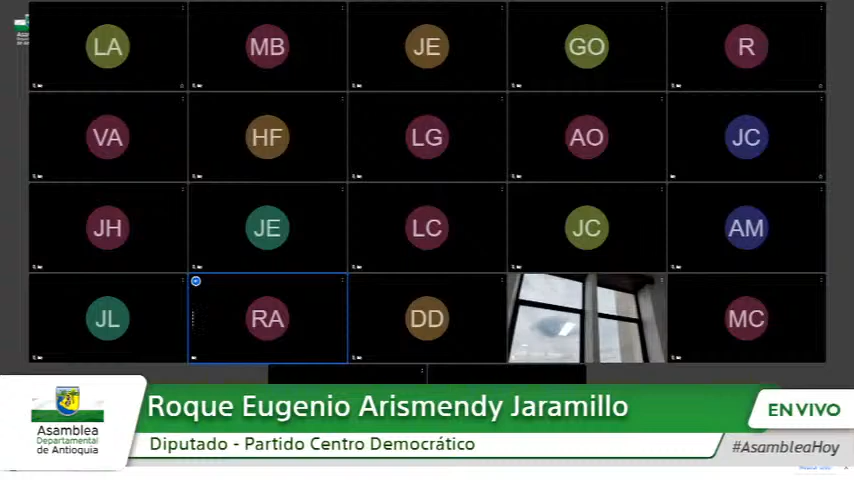 LA MB JE GO R
VA HF LG AO JC
JH JE LC JC AM
JL RA DD MC
Roque Eugenio Arismendy Jaramillo
Diputado - Partido Centro Democrático
Asamblea
Departamental
de Antioquia
EN VIVO
#AsambleaHoy